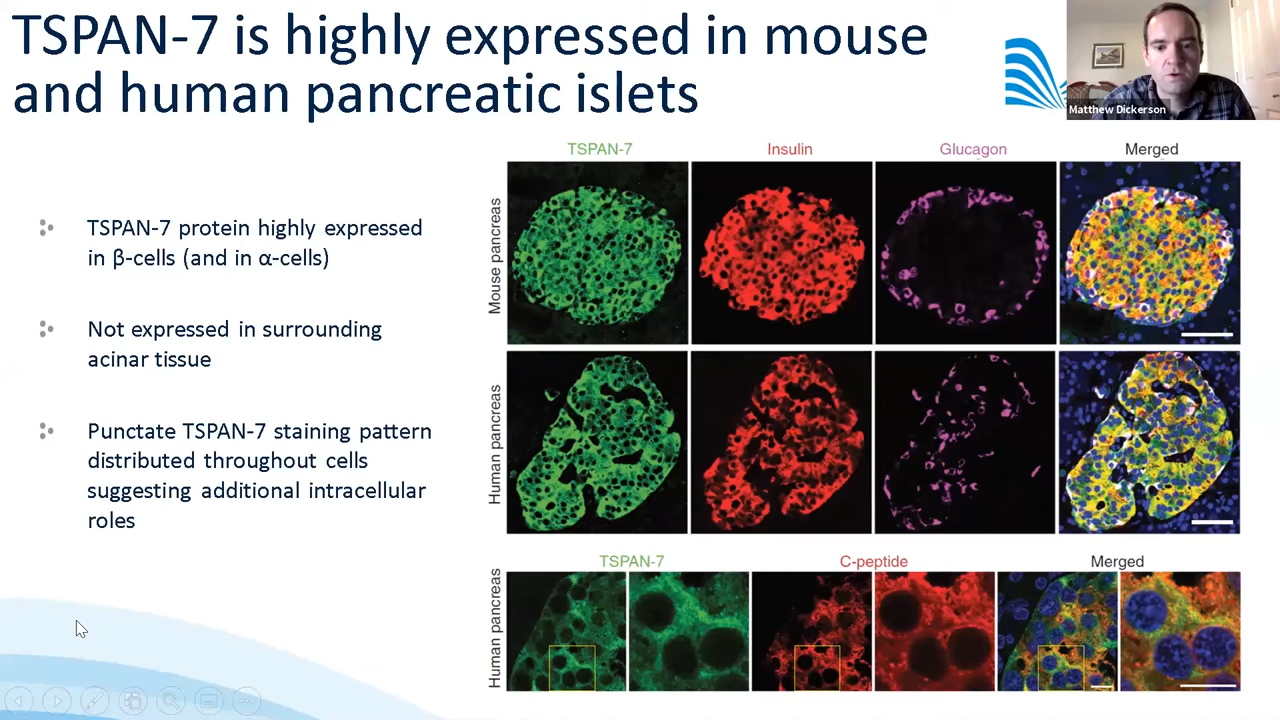 TSPAN-7 is highly expressed in mouse
and human pancreatic islets
Matthew Dickerson
TSPAN-7 protein highly expressed
in β-cells (and in α-cells)
Not expressed in surrounding
acinar tissue
Punctate TSPAN-7 staining pattern
distributed throughout cells
suggesting additional intracellular
roles
TSPAN-7 Insulin Glucagon Merged
Mouse pancreas
Human pancreas
TSPAN-7 C-peptide Merged
Human pancreas